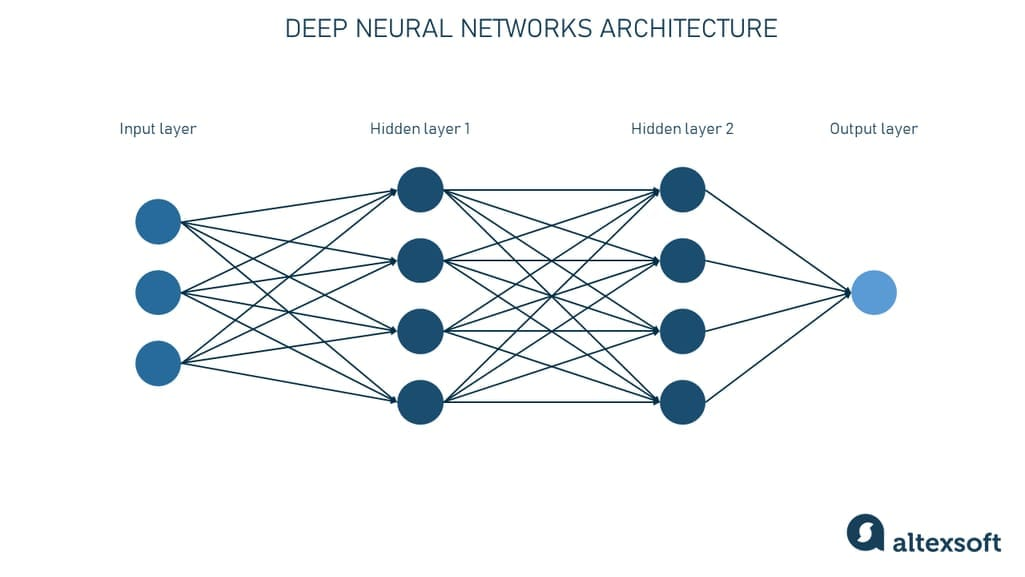 DEEP NEURAL NETWORKS ARCHITECTURE
Input layer
Hidden layer 1
Hidden layer 2
Output layer
altexsoft